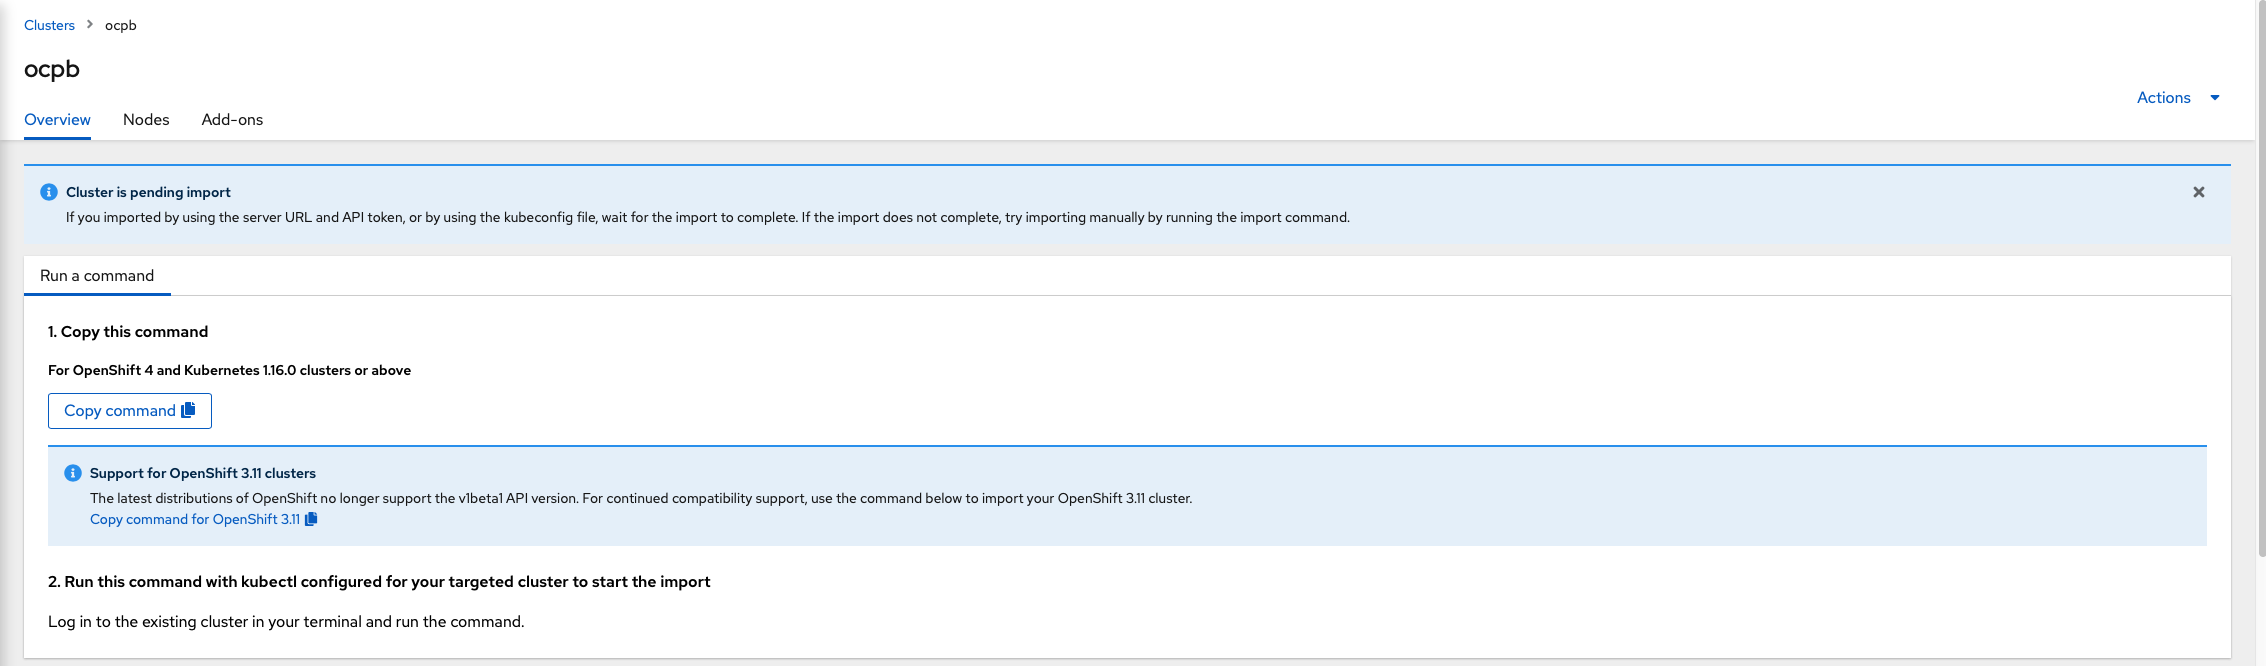 Clusters > ocpb
ocpb
Actions
Overview Nodes Add-ons
Cluster is pending import
If you imported by using the server URL and API token, or by using the kubeconfig file, wait for the import to complete. If the import does not complete, try importing manually by running the import command.
Run a command
1. Copy this command
For OpenShift 4 and Kubernetes 1.16.0 clusters or above
Copy command
Support for OpenShift 3.11 clusters
The latest distributions of OpenShift no longer support the v1beta1 API version. For continued compatibility support, use the command below to import your OpenShift 3.11 cluster.
Copy command for OpenShift 3.11
2. Run this command with kubectl configured for your targeted cluster to start the import
Log in to the existing cluster in your terminal and run the command.